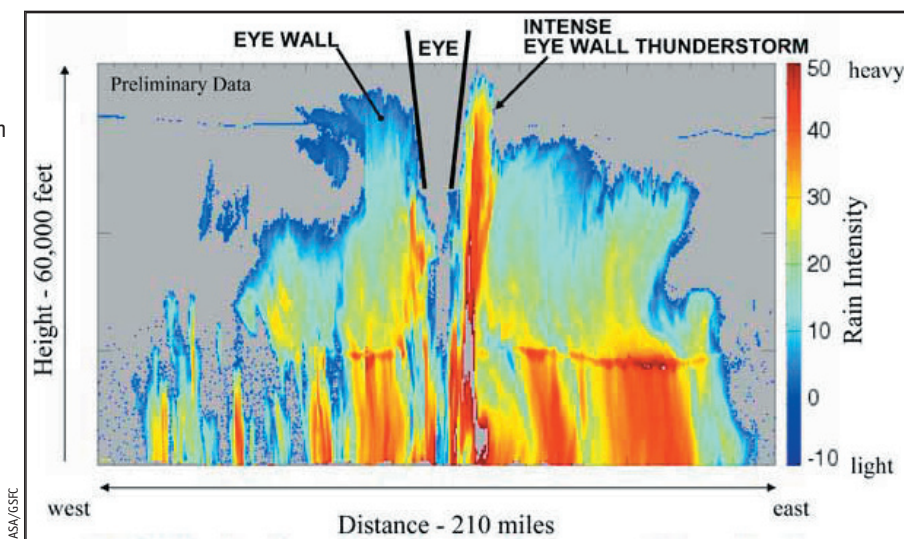 EYE WALL
EYE
INTENSE
EYE WALL THUNDERSTORM
Preliminary Data
Height - 60,000 feet
50 heavy
40
30
20
10
0
-10 light
Rain Intensity
west
east
Distance - 210 miles
ASA/GSFC